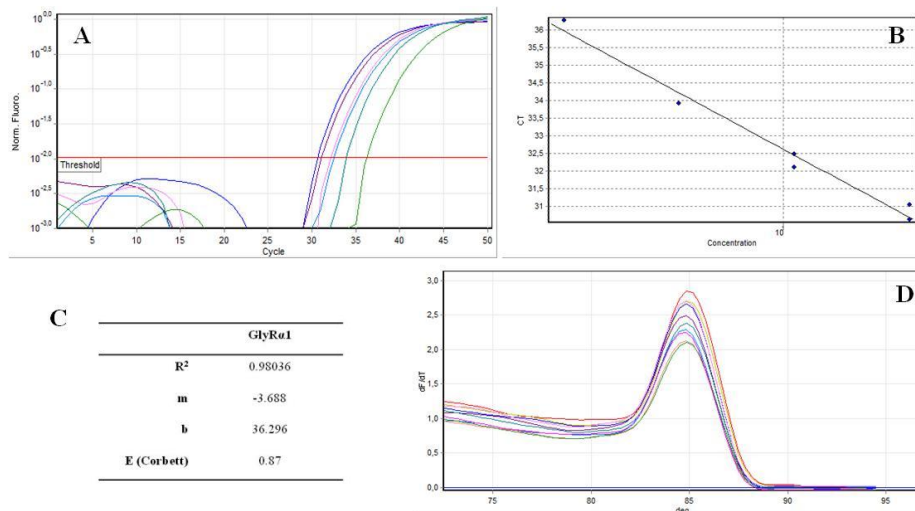 A
10^0.0
10^-0.5
10^-1.0
10^-1.5
10^-2.0
10^-2.5
10^-3.0
Norm. Fluoro.
Threshold
5 10 15 20 25 30 35 40 45 50
Cycle
B
36
35,5
35
34,5
34
33,5
33
32,5
32
31,5
31
CT
10
Concentration
C
GlyRα1
R² 0.98036
m -3.688
b 36.296
E (Corbett) 0.87
D
3,0
2,5
2,0
1,5
1,0
0,5
0,0
dF/dT
75 80 85 90 95
deg.